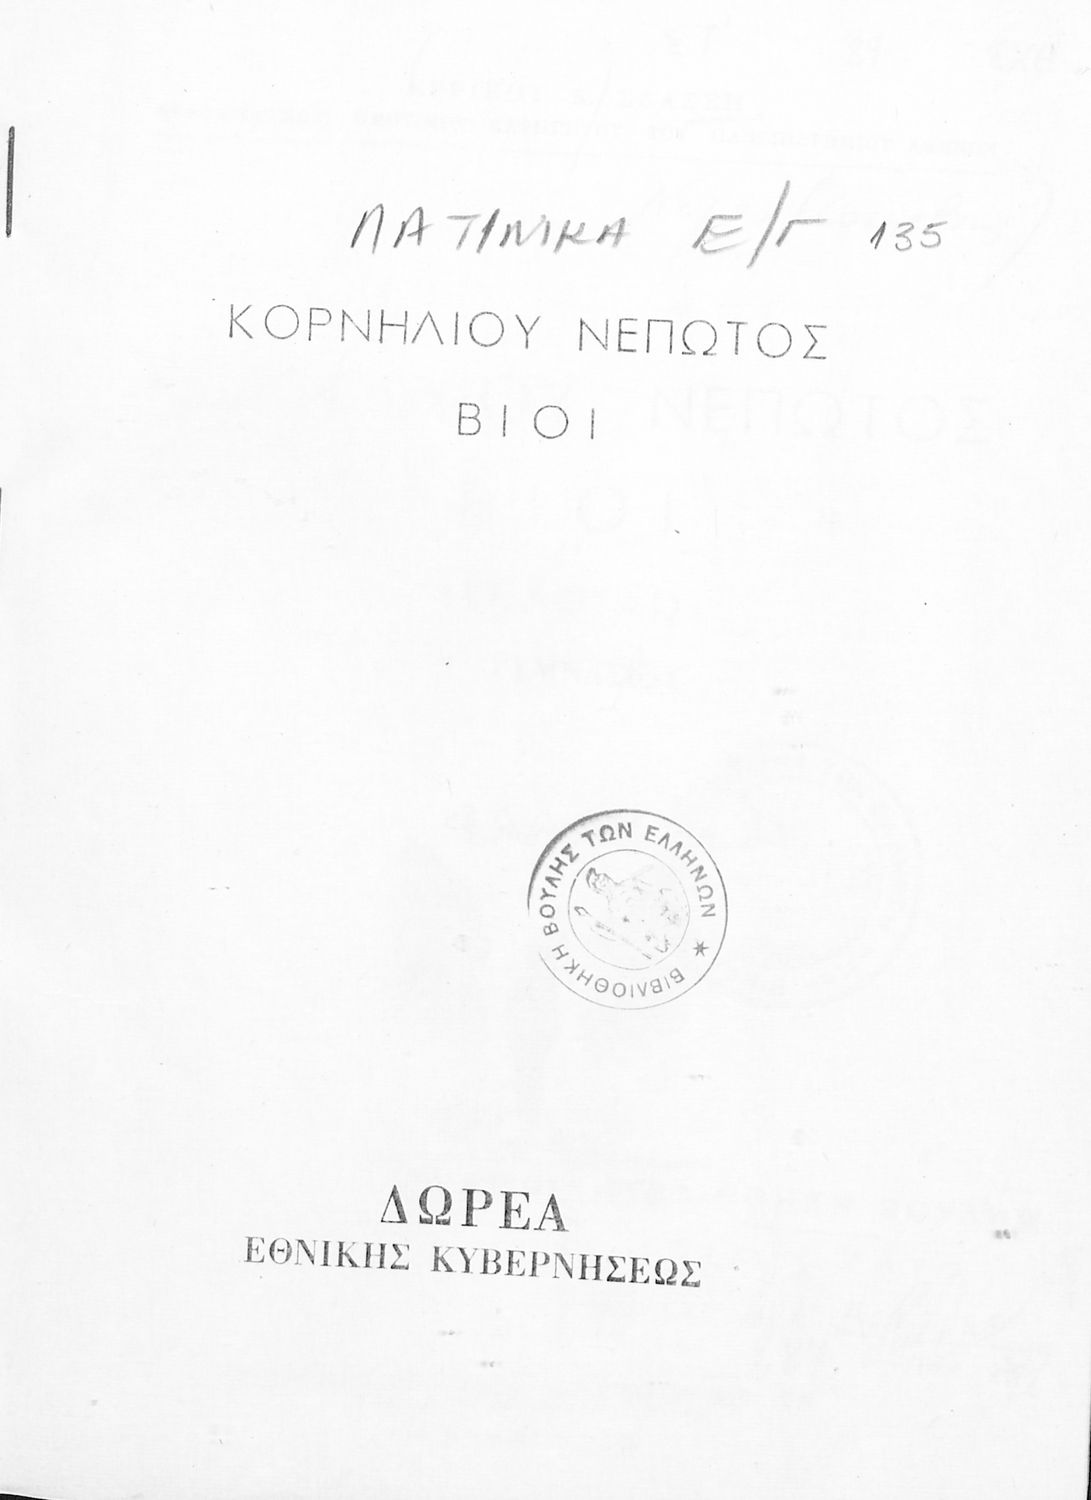 ΛΑΤΙΝΙΚΑ Ε/Γ 135
ΚΟΡΝΗΛΙΟΥ ΝΕΠΩΤΟΣ
ΒΙΟΙ
ΒΙΒΛΙΟΘΗΚΗ ΒΟΥΛΗΣ ΤΩΝ ΕΛΛΗΝΩΝ
ΔΩΡΕΑ
ΕΘΝΙΚΗΣ ΚΥΒΕΡΝΗΣΕΩΣ